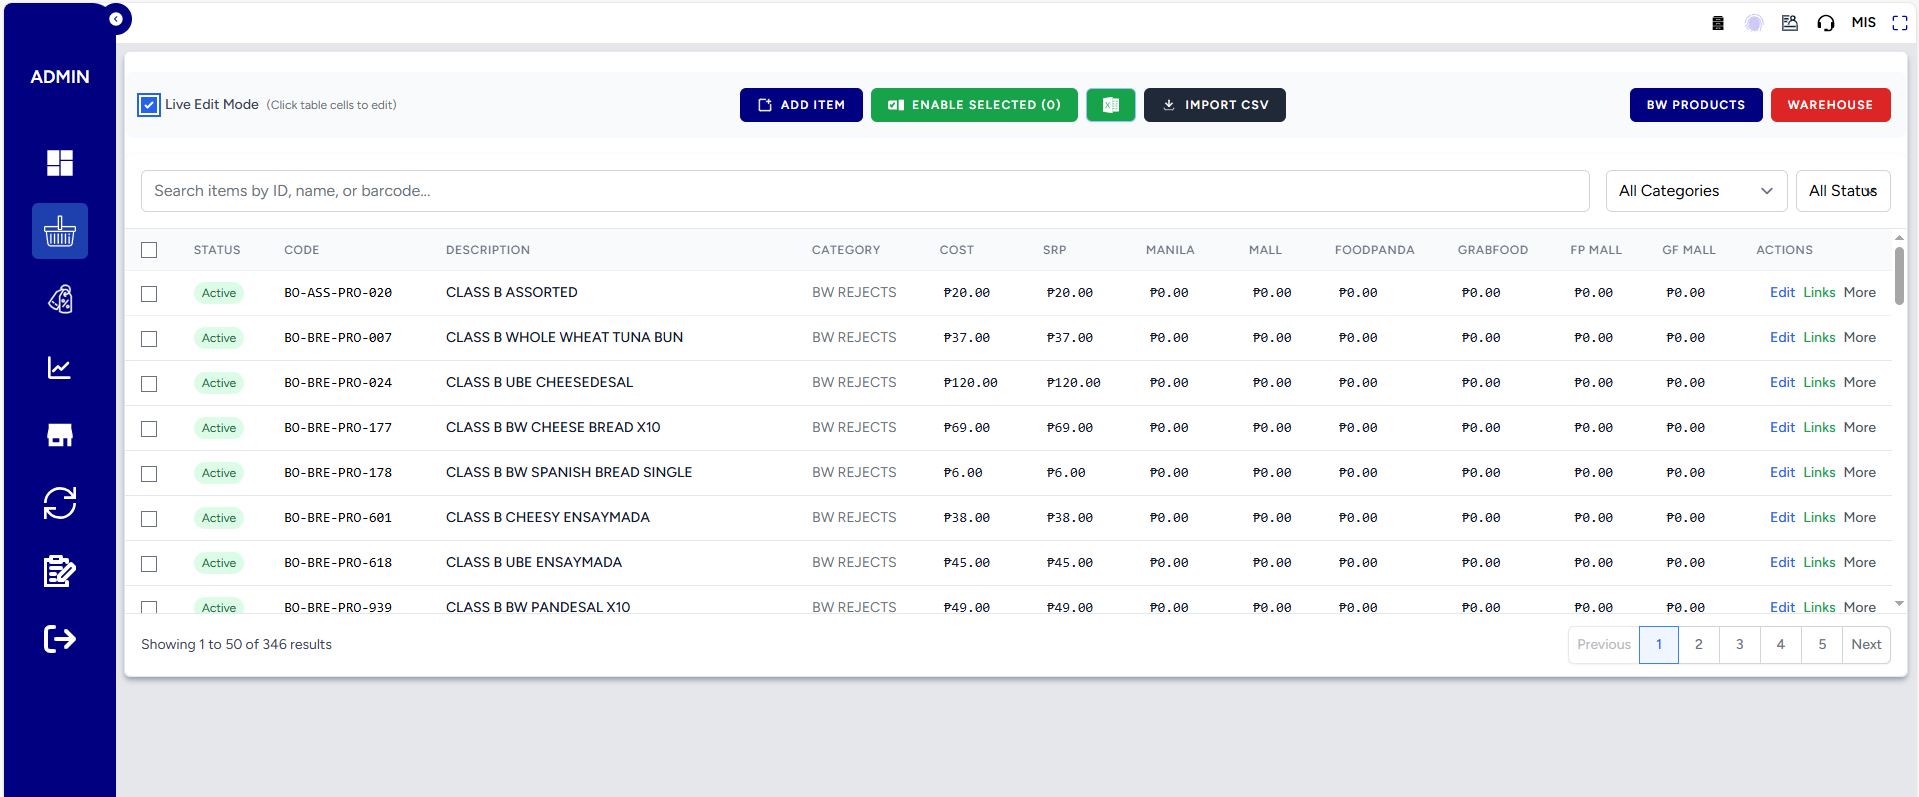 MIS
ADMIN
Live Edit Mode (Click table cells to edit)
ADD ITEM
ENABLE SELECTED (0)
IMPORT CSV
BW PRODUCTS
WAREHOUSE
Search items by ID, name, or barcode...
All Categories
All Status
STATUS CODE DESCRIPTION CATEGORY COST SRP MANILA MALL FOODPANDA GRABFOOD FP MALL GF MALL ACTIONS
Active BO-ASS-PRO-020 CLASS B ASSORTED BW REJECTS ₱20.00 ₱20.00 ₱0.00 ₱0.00 ₱0.00 ₱0.00 ₱0.00 ₱0.00 Edit Links More
Active BO-BRE-PRO-007 CLASS B WHOLE WHEAT TUNA BUN BW REJECTS ₱37.00 ₱37.00 ₱0.00 ₱0.00 ₱0.00 ₱0.00 ₱0.00 ₱0.00 Edit Links More
Active BO-BRE-PRO-024 CLASS B UBE CHEESEDESAL BW REJECTS ₱120.00 ₱120.00 ₱0.00 ₱0.00 ₱0.00 ₱0.00 ₱0.00 ₱0.00 Edit Links More
Active BO-BRE-PRO-177 CLASS B BW CHEESE BREAD X10 BW REJECTS ₱69.00 ₱69.00 ₱0.00 ₱0.00 ₱0.00 ₱0.00 ₱0.00 ₱0.00 Edit Links More
Active BO-BRE-PRO-178 CLASS B BW SPANISH BREAD SINGLE BW REJECTS ₱6.00 ₱6.00 ₱0.00 ₱0.00 ₱0.00 ₱0.00 ₱0.00 ₱0.00 Edit Links More
Active BO-BRE-PRO-601 CLASS B CHEESY ENSAYMADA BW REJECTS ₱38.00 ₱38.00 ₱0.00 ₱0.00 ₱0.00 ₱0.00 ₱0.00 ₱0.00 Edit Links More
Active BO-BRE-PRO-618 CLASS B UBE ENSAYMADA BW REJECTS ₱45.00 ₱45.00 ₱0.00 ₱0.00 ₱0.00 ₱0.00 ₱0.00 ₱0.00 Edit Links More
Active BO-BRE-PRO-939 CLASS B BW PANDESAL X10 BW REJECTS ₱49.00 ₱49.00 ₱0.00 ₱0.00 ₱0.00 ₱0.00 ₱0.00 ₱0.00 Edit Links More
Showing 1 to 50 of 346 results
Previous 1 2 3 4 5 Next